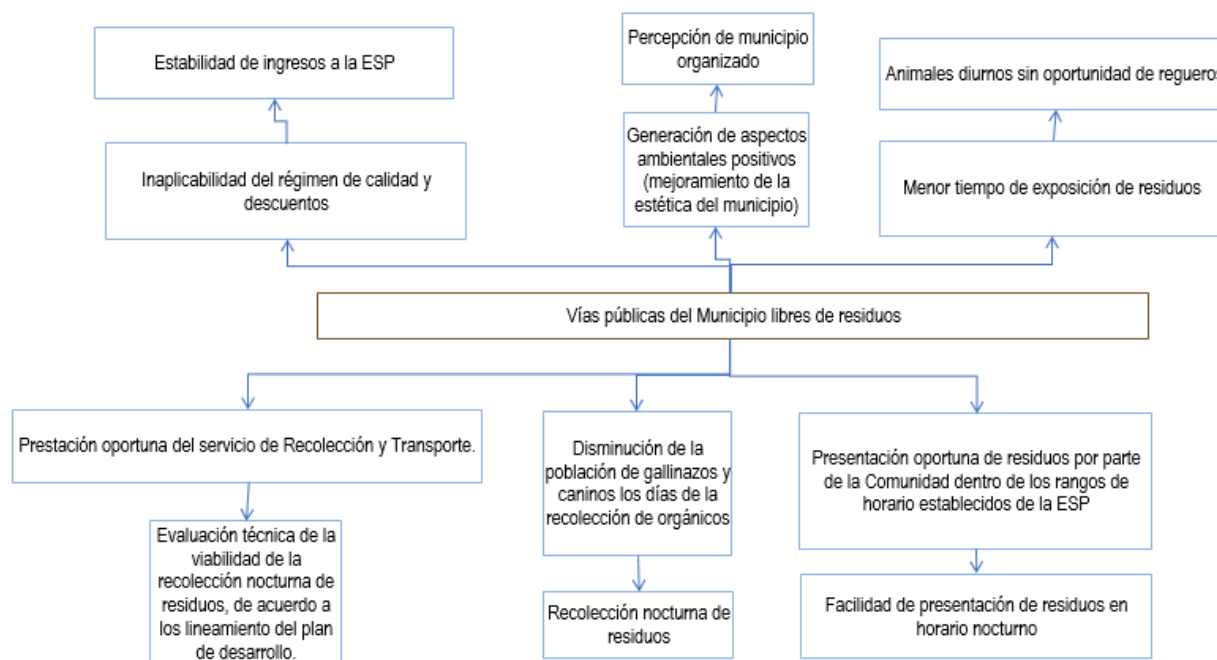 Estabilidad de ingresos a la ESP
Percepción de municipio
organizado
Animales diurnos sin oportunidad de regueros
Inaplicabilidad del régimen de calidad y
descuentos
Generación de aspectos
ambientales positivos
(mejoramiento de la
estética del municipio)
Menor tiempo de exposición de residuos
Vías públicas del Municipio libres de residuos
Prestación oportuna del servicio de Recolección y Transporte.
Disminución de la
población de gallinazos y
caninos los días de la
recolección de orgánicos
Presentación oportuna de residuos por parte
de la Comunidad dentro de los rangos de
horario establecidos de la ESP
Evaluación técnica de la
viabilidad de la
recolección nocturna de
residuos, de acuerdo a
los lineamiento del plan
de desarrollo.
Recolección nocturna de
residuos
Facilidad de presentación de residuos en
horario nocturno